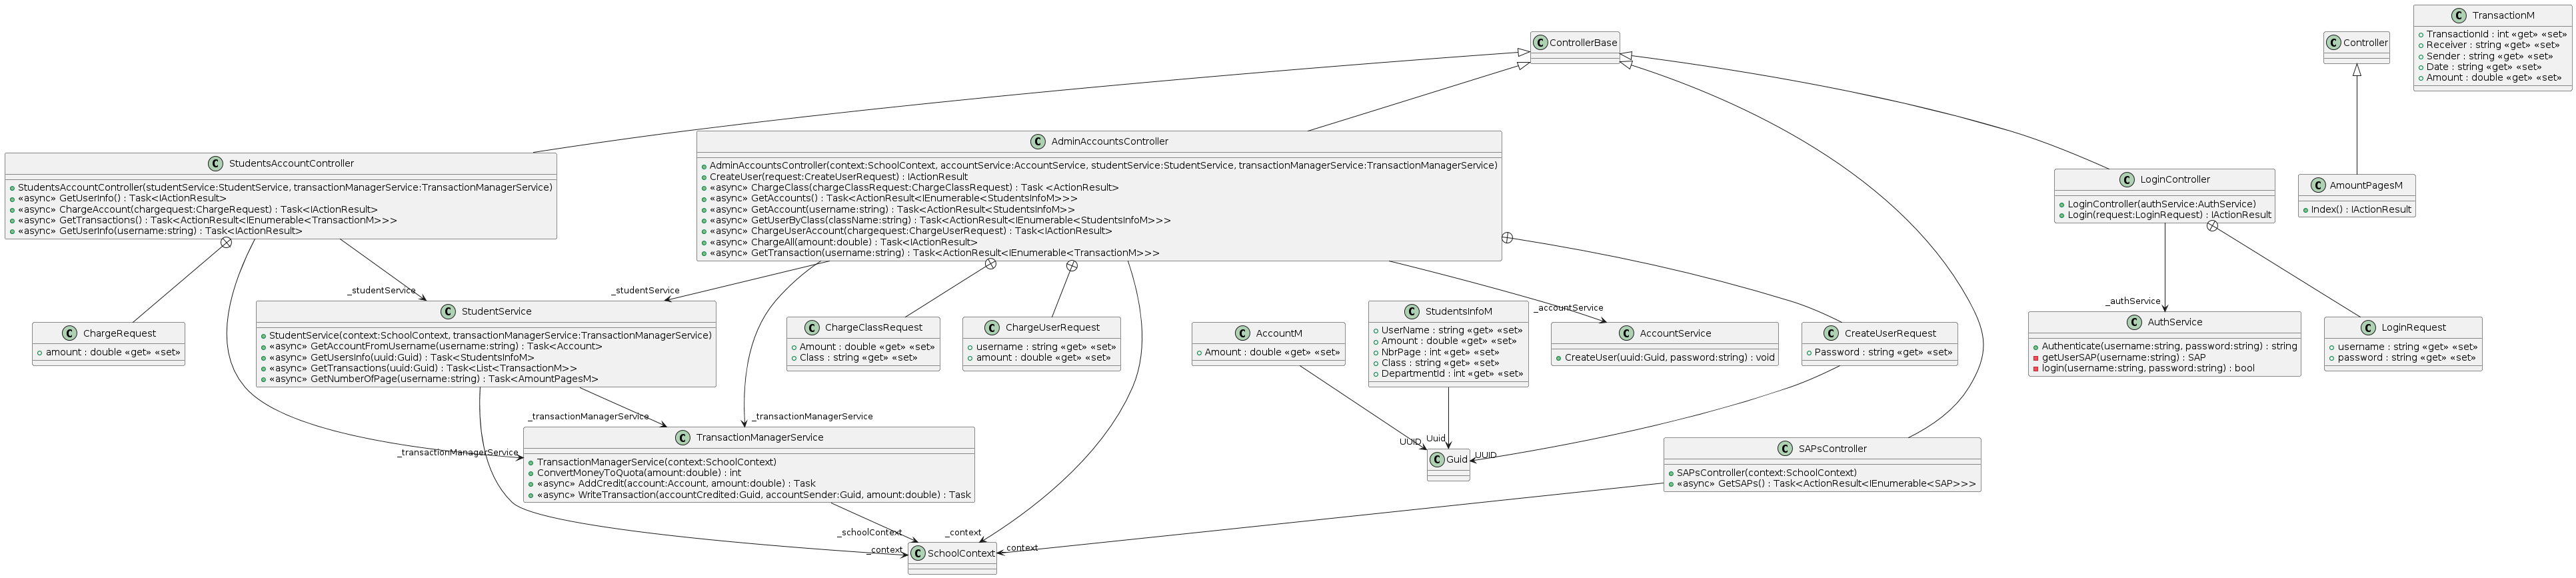 TransactionM
TransactionId : int «get» «set»
Receiver : string «get» «set»
Sender : string «get» «set»
Date : string «get» «set»
Amount : double «get» «set»
ControllerBase
Controller
StudentsAccountController
StudentsAccountController(studentService:StudentService, transactionManagerService:TransactionManagerService)
«async» GetUserInfo() : Task<IActionResult>
«async» ChargeAccount(chargequest:ChargeRequest) : Task<IActionResult>
«async» GetTransactions() : Task<ActionResult<IEnumerable<TransactionM>>>
«async» GetUserInfo(username:string) : Task<IActionResult>
AdminAccountsController
AdminAccountsController(context:SchoolContext, accountService:AccountService, studentService:StudentService, transactionManagerService:TransactionManagerService)
CreateUser(request:CreateUserRequest) : IActionResult
«async» ChargeClass(chargeClassRequest:ChargeClassRequest) : Task <ActionResult>
«async» GetAccounts() : Task<ActionResult<IEnumerable<StudentsInfoM>>>
«async» GetAccount(username:string) : Task<ActionResult<StudentsInfoM>>
«async» GetUserByClass(className:string) : Task<ActionResult<IEnumerable<StudentsInfoM>>>
«async» ChargeUserAccount(chargequest:ChargeUserRequest) : Task<IActionResult>
«async» ChargeAll(amount:double) : Task<IActionResult>
«async» GetTransaction(username:string) : Task<ActionResult<IEnumerable<TransactionM>>>
LoginController
LoginController(authService:AuthService)
Login(request:LoginRequest) : IActionResult
AmountPagesM
Index() : IActionResult
_studentService
_studentService
_accountService
_authService
ChargeRequest
amount : double «get» «set»
StudentService
StudentService(context:SchoolContext, transactionManagerService:TransactionManagerService)
«async» GetAccountFromUsername(username:string) : Task<Account>
«async» GetUsersInfo(uuid:Guid) : Task<StudentsInfoM>
«async» GetTransactions(uuid:Guid) : Task<List<TransactionM>>
«async» GetNumberOfPage(username:string) : Task<AmountPagesM>
ChargeClassRequest
Amount : double «get» «set»
Class : string «get» «set»
ChargeUserRequest
username : string «get» «set»
amount : double «get» «set»
AccountM
Amount : double «get» «set»
StudentsInfoM
UserName : string «get» «set»
Amount : double «get» «set»
NbrPage : int «get» «set»
Class : string «get» «set»
DepartmentId : int «get» «set»
AccountService
CreateUser(uuid:Guid, password:string) : void
CreateUserRequest
Password : string «get» «set»
AuthService
Authenticate(username:string, password:string) : string
getUserSAP(username:string) : SAP
login(username:string, password:string) : bool
LoginRequest
username : string «get» «set»
password : string «get» «set»
_transactionManagerService
_transactionManagerService
_transactionManagerService
TransactionManagerService
TransactionManagerService(context:SchoolContext)
ConvertMoneyToQuota(amount:double) : int
«async» AddCredit(account:Account, amount:double) : Task
«async» WriteTransaction(accountCredited:Guid, accountSender:Guid, amount:double) : Task
UUID
Uuid
UUID
Guid
SAPsController
SAPsController(context:SchoolContext)
«async» GetSAPs() : Task<ActionResult<IEnumerable<SAP>>>
_schoolContext
_context
_context
_context
SchoolContext